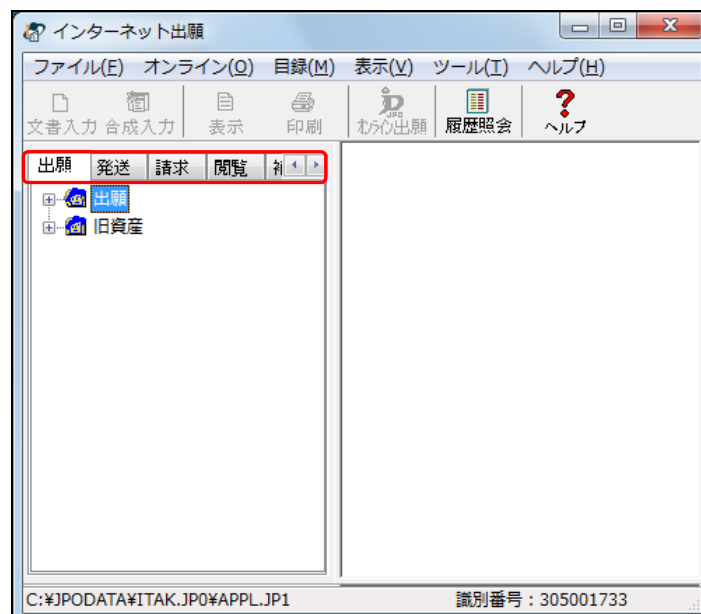 インターネット出願
ファイル(F) オンライン(O) 目録(M) 表示(V) ツール(T) ヘルプ(H)
文書入力 合成入力 表示 印刷 ｵﾝﾗｲﾝ出願 履歴照会 ヘルプ
出願 発送 請求 閲覧
出願
旧資産
C:¥JPODATA¥ITAK.JP0¥APPL.JP1 識別番号：305001733